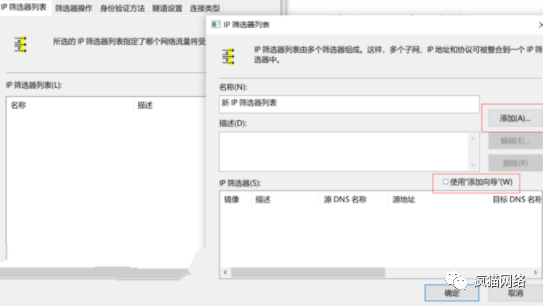 IP 筛选器列表 筛选器操作 身份验证方法 隧道设置 连接类型
所选的 IP 筛选器列表指定了哪个网络流量将受
IP 筛选器列表(L):
名称 描述
IP 筛选器列表
IP 筛选器列表由多个筛选器组成。这样，多个子网、IP 地址和协议可被整合到一个 IP 筛
选器中。
名称(N):
新 IP 筛选器列表
添加(A)...
描述(D):
编辑(E)...
删除(R)
IP 筛选器(S):
使用"添加向导"(W)
镜像 描述 源 DNS 名称 源地址 目标 DNS 名称
确定 取消
疯猫网络